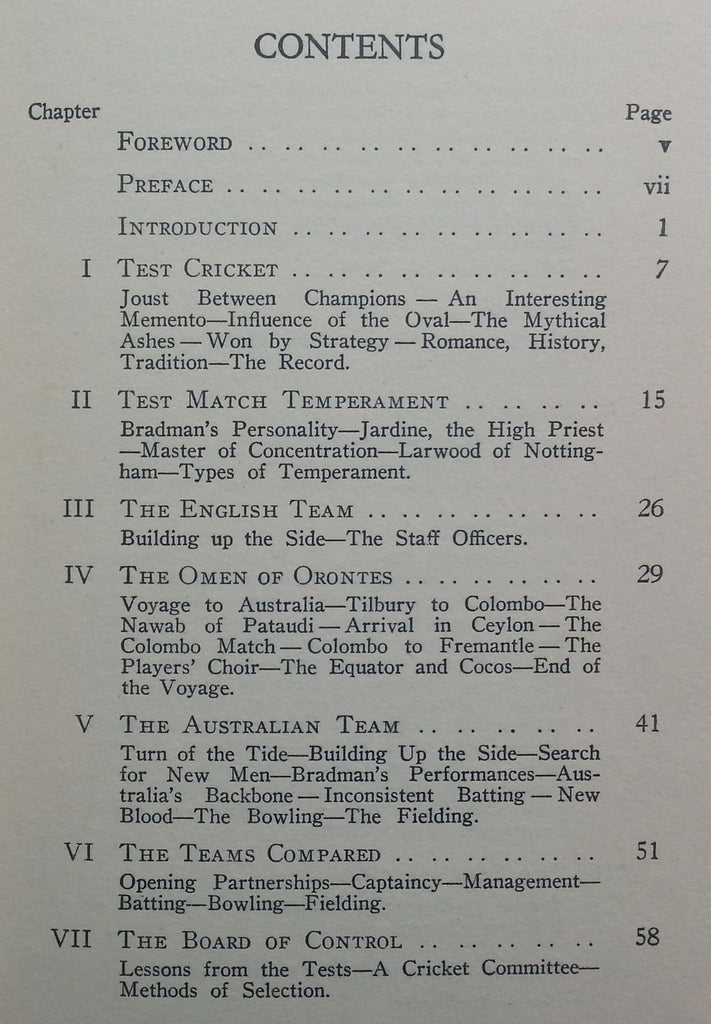 CONTENTS
Chapter Page
FOREWORD .. .. .. .. .. .. .. .. .. .. v
PREFACE .. .. .. .. .. .. .. .. .. .. .. vii
INTRODUCTION .. .. .. .. .. .. .. .. .. 1
I TEST CRICKET .. .. .. .. .. .. .. .. .. 7
Joust Between Champions — An Interesting
Memento—Influence of the Oval—The Mythical
Ashes — Won by Strategy — Romance, History,
Tradition—The Record.
II TEST MATCH TEMPERAMENT .. .. .. .. 15
Bradman's Personality—Jardine, the High Priest
—Master of Concentration—Larwood of Notting-
ham—Types of Temperament.
III THE ENGLISH TEAM .. .. .. .. .. .. .. 26
Building up the Side—The Staff Officers.
IV THE OMEN OF ORONTES .. .. .. .. .. .. 29
Voyage to Australia—Tilbury to Colombo—The
Nawab of Pataudi — Arrival in Ceylon — The
Colombo Match — Colombo to Fremantle — The
Players' Choir—The Equator and Cocos—End of
the Voyage.
V THE AUSTRALIAN TEAM .. .. .. .. .. 41
Turn of the Tide—Building Up the Side—Search
for New Men—Bradman's Performances—Aus-
tralia's Backbone — Inconsistent Batting — New
Blood—The Bowling—The Fielding.
VI THE TEAMS COMPARED .. .. .. .. .. .. 51
Opening Partnerships—Captaincy—Management—
Batting—Bowling—Fielding.
VII THE BOARD OF CONTROL .. .. .. .. .. 58
Lessons from the Tests—A Cricket Committee—
Methods of Selection.